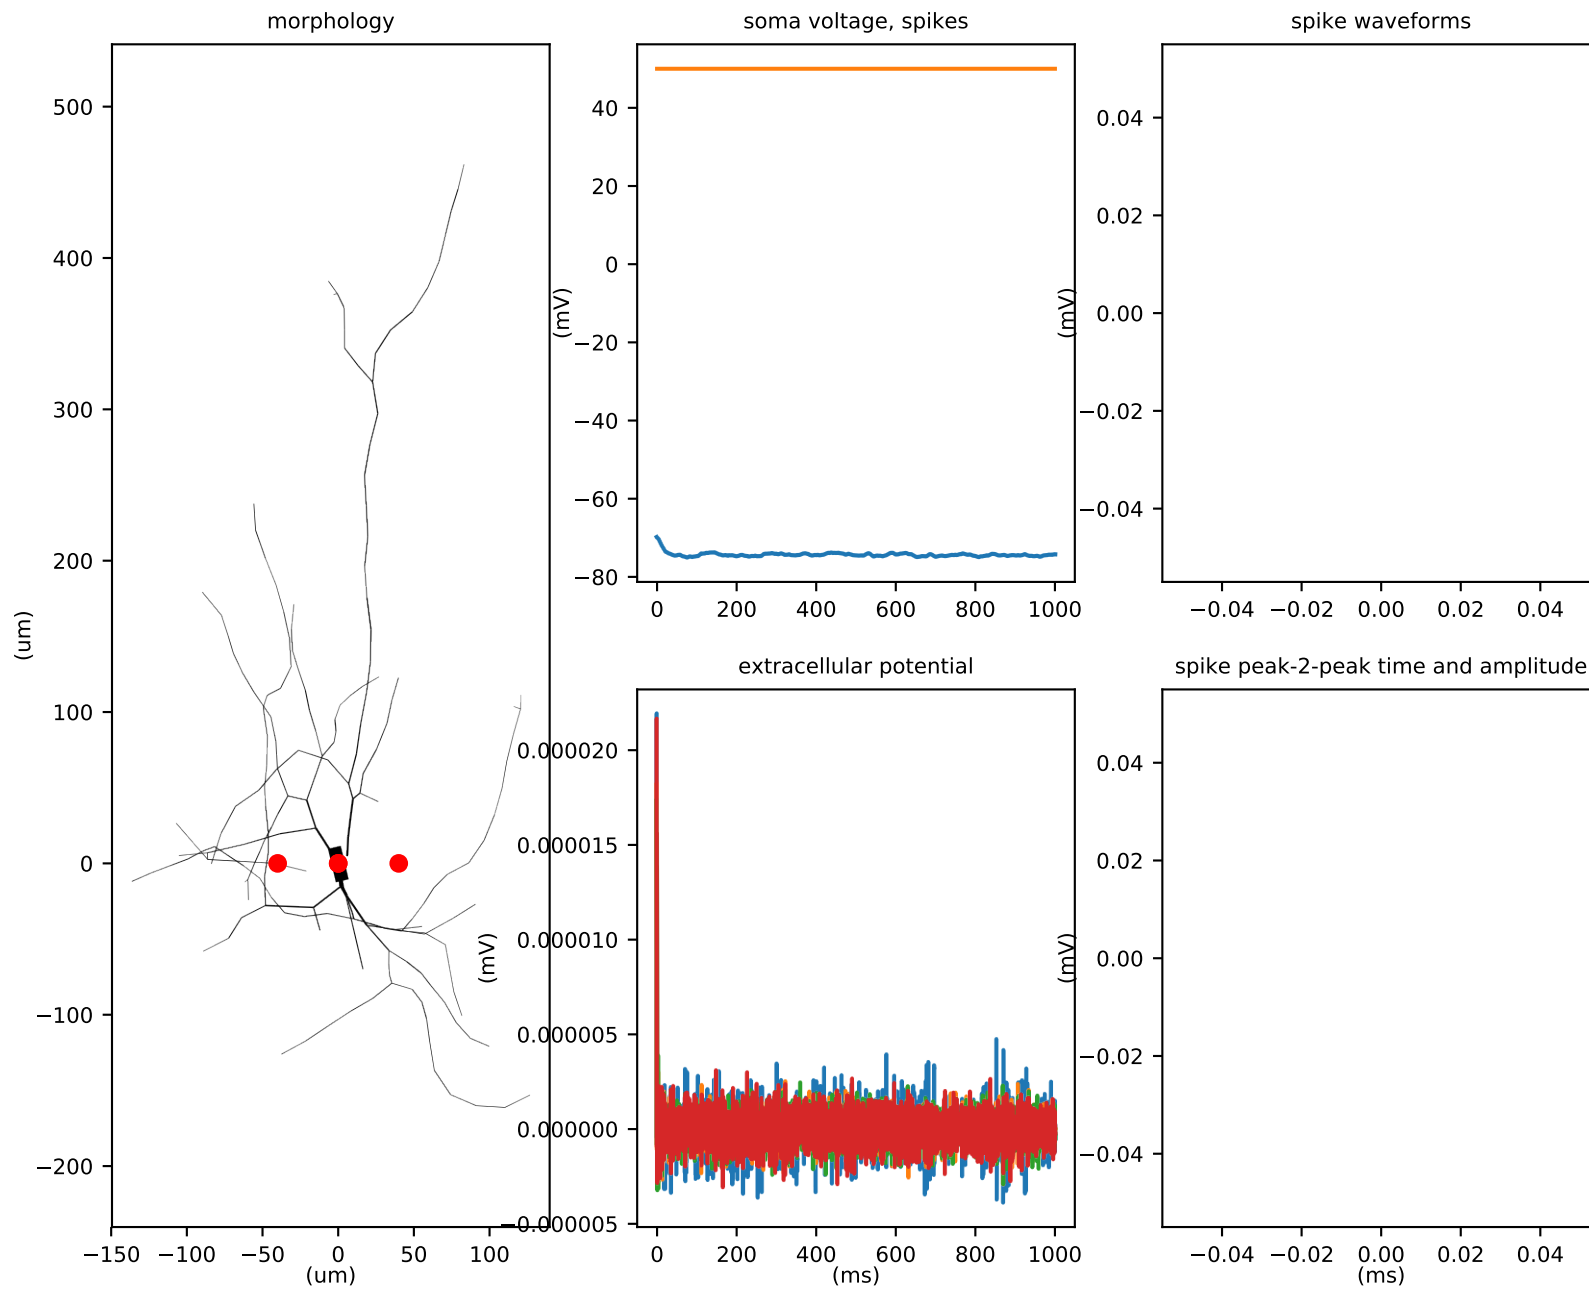 morphology
500
400
300
200
100
0
−100
−200
(um)
−150 −100 −50 0 50 100
(um)
soma voltage, spikes
40
20
0
−20
−40
−60
−80
(mV)
0 200 400 600 800 1000
spike waveforms
0.04
0.02
0.00
−0.02
−0.04
(mV)
−0.04 −0.02 0.00 0.02 0.04
extracellular potential
0.000020
0.000015
0.000010
0.000005
0.000000
−0.000005
(mV)
0 200 400 600 800 1000
(ms)
spike peak-2-peak time and amplitude
0.04
0.02
0.00
−0.02
−0.04
(mV)
−0.04 −0.02 0.00 0.02 0.04
(ms)